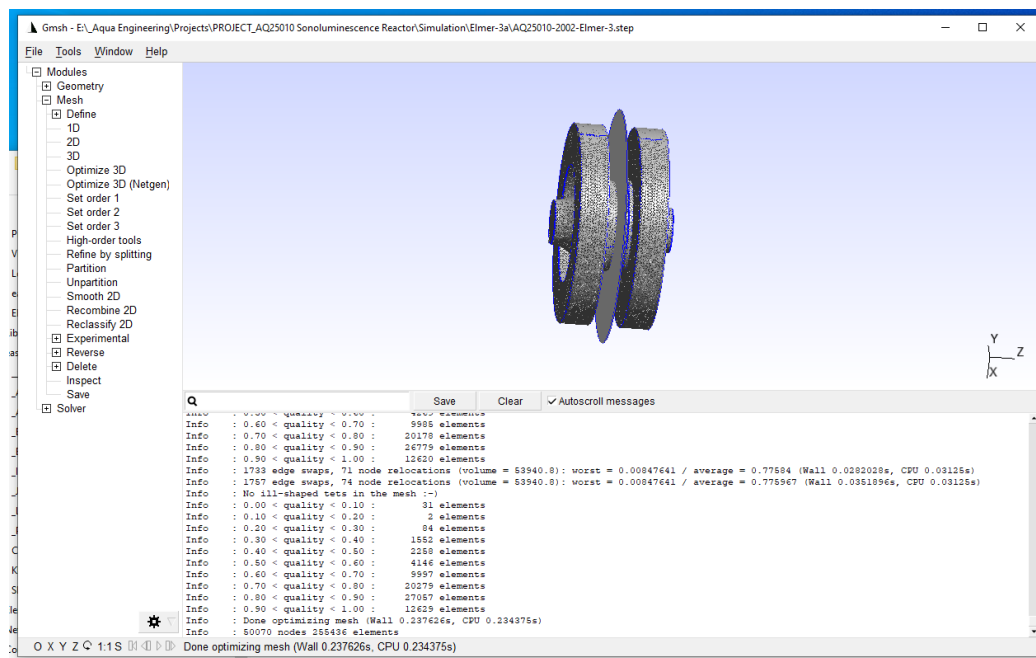 Gmsh - E:\_Aqua Engineering\Projects\PROJECT_AQ25010 Sonoluminescence Reactor\Simulation\Elmer-3a\AQ25010-2002-Elmer-3.step
File Tools Window Help
Modules
Geometry
Mesh
Define
1D
2D
3D
Optimize 3D
Optimize 3D (Netgen)
Set order 1
Set order 2
Set order 3
High-order tools
Refine by splitting
Partition
Unpartition
Smooth 2D
Recombine 2D
Reclassify 2D
Experimental
Reverse
Delete
Inspect
Save
Solver
Y
Z
X
Save Clear Autoscroll messages
Info : 0.60 < quality < 0.70 : 9985 elements
Info : 0.70 < quality < 0.80 : 20178 elements
Info : 0.80 < quality < 0.90 : 26779 elements
Info : 0.90 < quality < 1.00 : 12620 elements
Info : 1733 edge swaps, 71 node relocations (volume = 53940.8): worst = 0.00847641 / average = 0.77584 (Wall 0.0282028s, CPU 0.03125s)
Info : 1757 edge swaps, 74 node relocations (volume = 53940.8): worst = 0.00847641 / average = 0.775967 (Wall 0.0351896s, CPU 0.03125s)
Info : No ill-shaped tets in the mesh :-)
Info : 0.00 < quality < 0.10 : 31 elements
Info : 0.10 < quality < 0.20 : 2 elements
Info : 0.20 < quality < 0.30 : 84 elements
Info : 0.30 < quality < 0.40 : 1552 elements
Info : 0.40 < quality < 0.50 : 2258 elements
Info : 0.50 < quality < 0.60 : 4146 elements
Info : 0.60 < quality < 0.70 : 9997 elements
Info : 0.70 < quality < 0.80 : 20279 elements
Info : 0.80 < quality < 0.90 : 27057 elements
Info : 0.90 < quality < 1.00 : 12629 elements
Info : Done optimizing mesh (Wall 0.237626s, CPU 0.234375s)
Info : 50070 nodes 255436 elements
O X Y Z 1:1 S Done optimizing mesh (Wall 0.237626s, CPU 0.234375s)